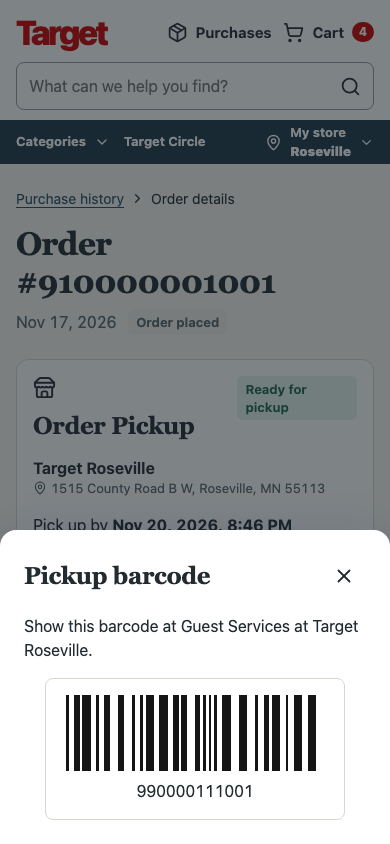 Target
Purchases
Cart
4
What can we help you find?
Categories
Target Circle
My store
Roseville
Purchase history
Order details
Order
#910000001001
Nov 17, 2026
Order placed
Ready for
pickup
Order Pickup
Target Roseville
1515 County Road B W, Roseville, MN 55113
Pick up by Nov 20, 2026, 8:46 PM
Pickup barcode
Show this barcode at Guest Services at Target
Roseville.
990000111001